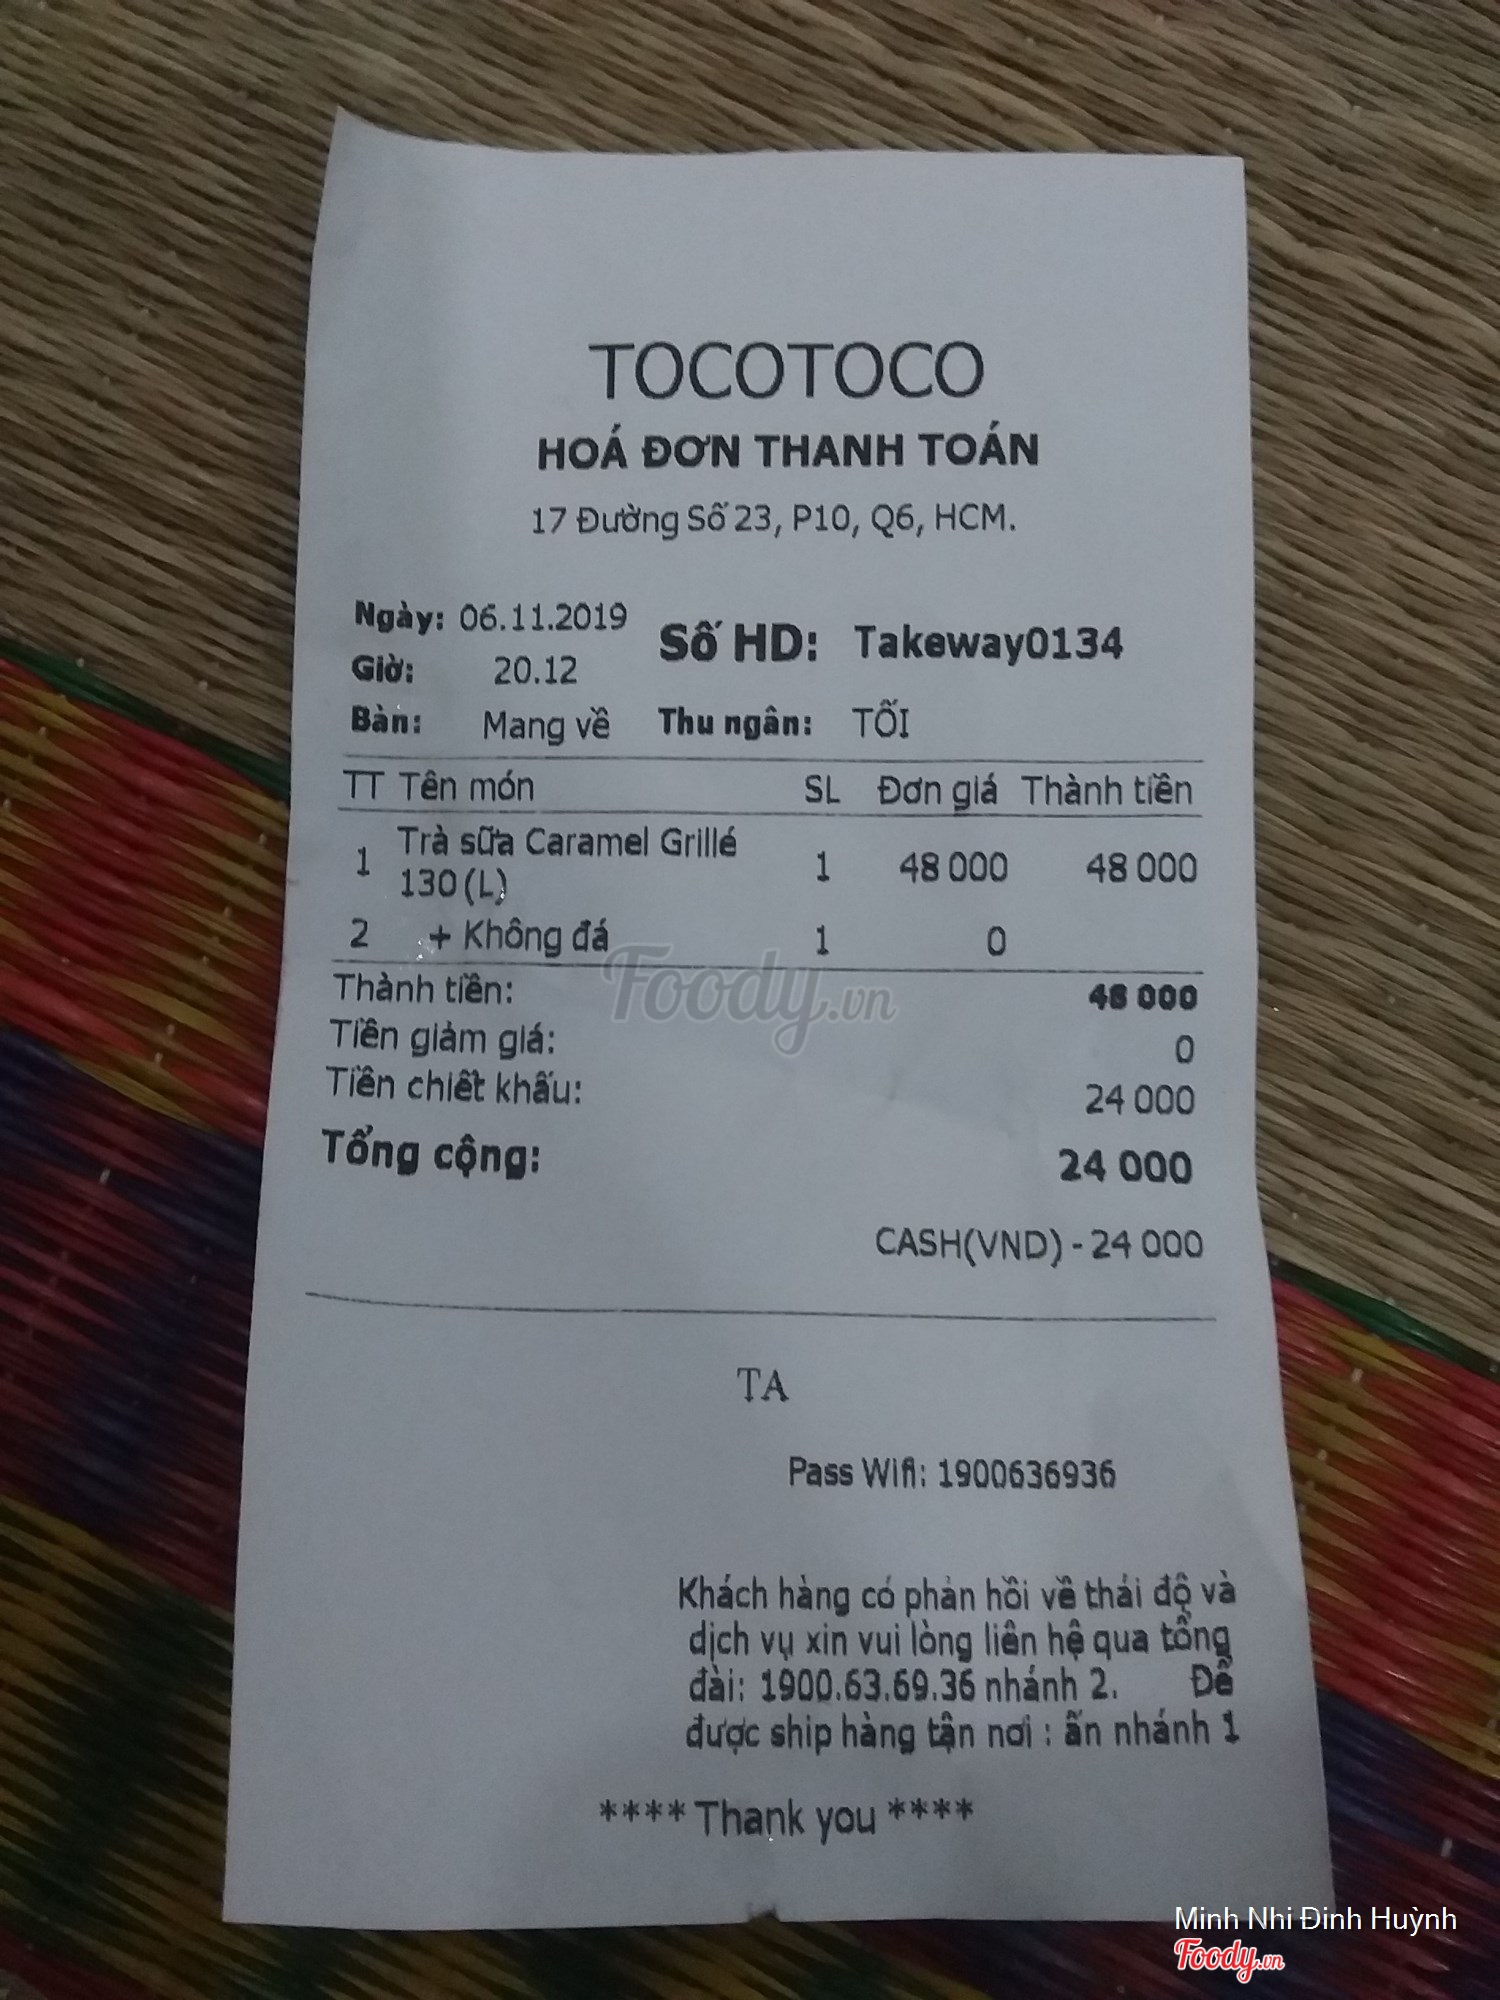 TOCOTOCO
HOÁ ĐƠN THANH TOÁN
17 Đường Số 23, P10, Q6, HCM.
Ngày: 06.11.2019 Số HD: Takeway0134
Giờ: 20.12
Bàn: Mang về Thu ngân: TỐI
TT Tên món SL Đơn giá Thành tiền
1 Trà sữa Caramel Grillé 130 (L) 1 48 000 48 000
2 + Không đá 1 0
Thành tiền: 48 000
Tiền giảm giá: 0
Tiền chiết khấu: 24 000
Tổng cộng: 24 000
CASH(VND) - 24 000
TA
Pass Wifi: 1900636936
Khách hàng có phản hồi về thái độ và
dịch vụ xin vui lòng liên hệ qua tổng
đài: 1900.63.69.36 nhánh 2. Để
được ship hàng tận nơi : ấn nhánh 1
**** Thank you ****
Foody.vn
Minh Nhi Đinh Huỳnh
Foody.vn